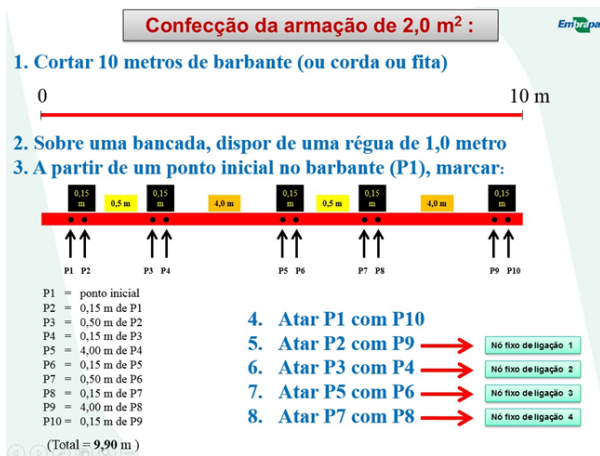 Confecção da armação de 2,0 m² :
Embrapa
1. Cortar 10 metros de barbante (ou corda ou fita)
0 10 m
2. Sobre uma bancada, dispor de uma régua de 1,0 metro
3. A partir de um ponto inicial no barbante (P1), marcar:
0,15 m 0,5 m 0,15 m 4,0 m 0,15 m 0,5 m 0,15 m 4,0 m 0,15 m
P1 P2 P3 P4 P5 P6 P7 P8 P9 P10
P1 = ponto inicial
P2 = 0,15 m de P1
P3 = 0,50 m de P2
P4 = 0,15 m de P3
P5 = 4,00 m de P4
P6 = 0,15 m de P5
P7 = 0,50 m de P6
P8 = 0,15 m de P7
P9 = 4,00 m de P8
P10 = 0,15 m de P9
(Total = 9,90 m )
4. Atar P1 com P10
5. Atar P2 com P9 Nó fixo de ligação 1
6. Atar P3 com P4 Nó fixo de ligação 2
7. Atar P5 com P6 Nó fixo de ligação 3
8. Atar P7 com P8 Nó fixo de ligação 4